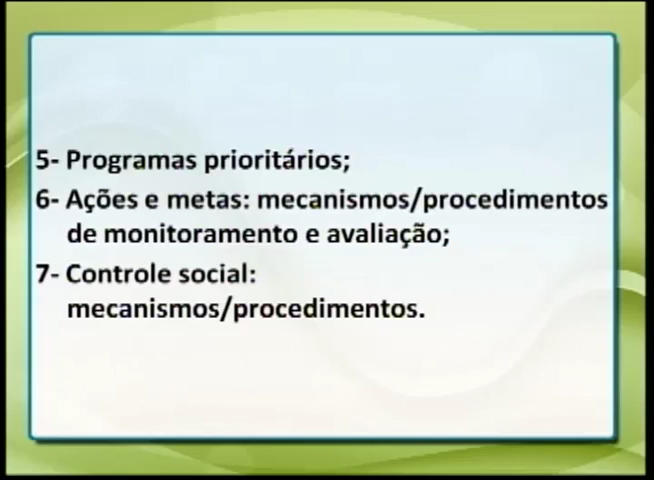 5- Programas prioritários;
6- Ações e metas: mecanismos/procedimentos
de monitoramento e avaliação;
7- Controle social:
mecanismos/procedimentos.